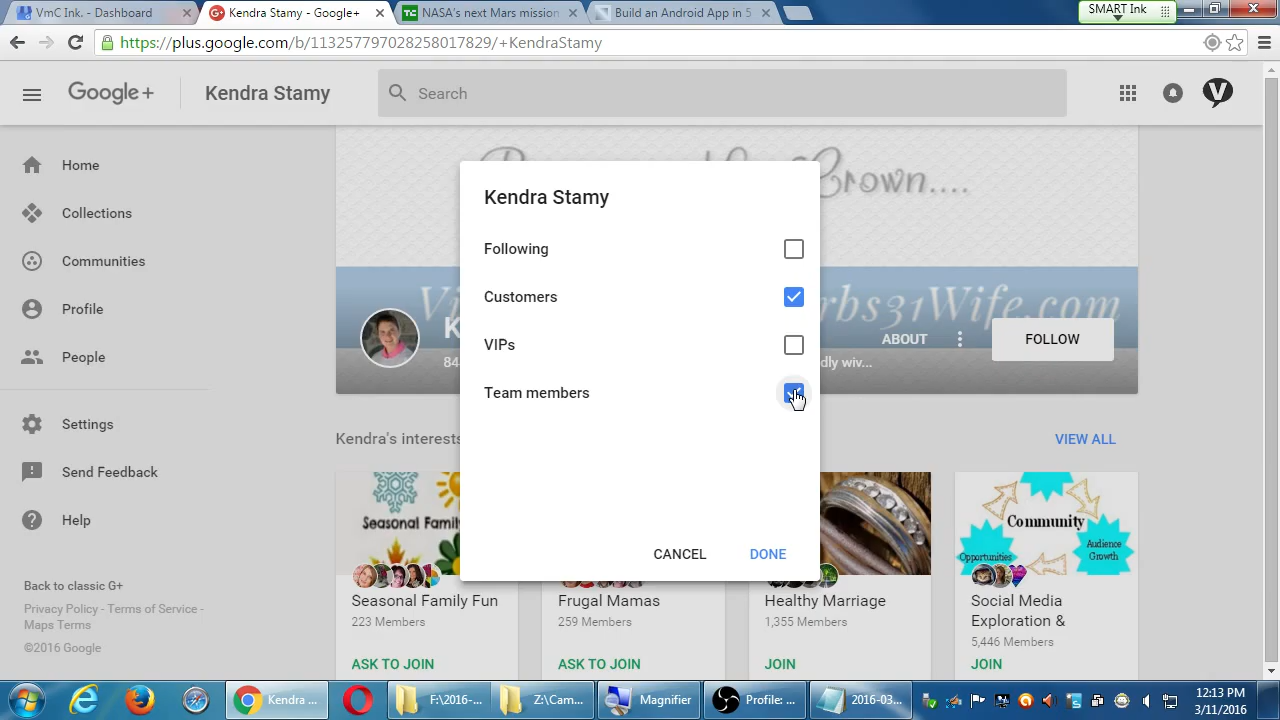 VmC Ink. - Dashboard
Kendra Stamy - Google+
NASA's next Mars mission
Build an Android App in 5
SMART Ink
https://plus.google.com/b/113257797028258017829/+KendraStamy
Google+
Kendra Stamy
Search
Home
Collections
Communities
Profile
People
Settings
Send Feedback
Help
Back to classic G+
Privacy Policy - Terms of Service -
Maps Terms
©2016 Google
Crown....
rbs31Wife.com
ABOUT
FOLLOW
dly wiv...
Kendra Stamy
Following
Customers
VIPs
Team members
CANCEL
DONE
Kendra's interests
VIEW ALL
Seasonal Family
Community
Opportunities
Audience
Growth
Seasonal Family Fun
223 Members
ASK TO JOIN
Frugal Mamas
259 Members
ASK TO JOIN
Healthy Marriage
1,355 Members
JOIN
Social Media
Exploration &
5,446 Members
JOIN
Kendra ...
F:\2016-...
Z:\Cam...
Magnifier
Profile: ...
2016-03...
12:13 PM
3/11/2016